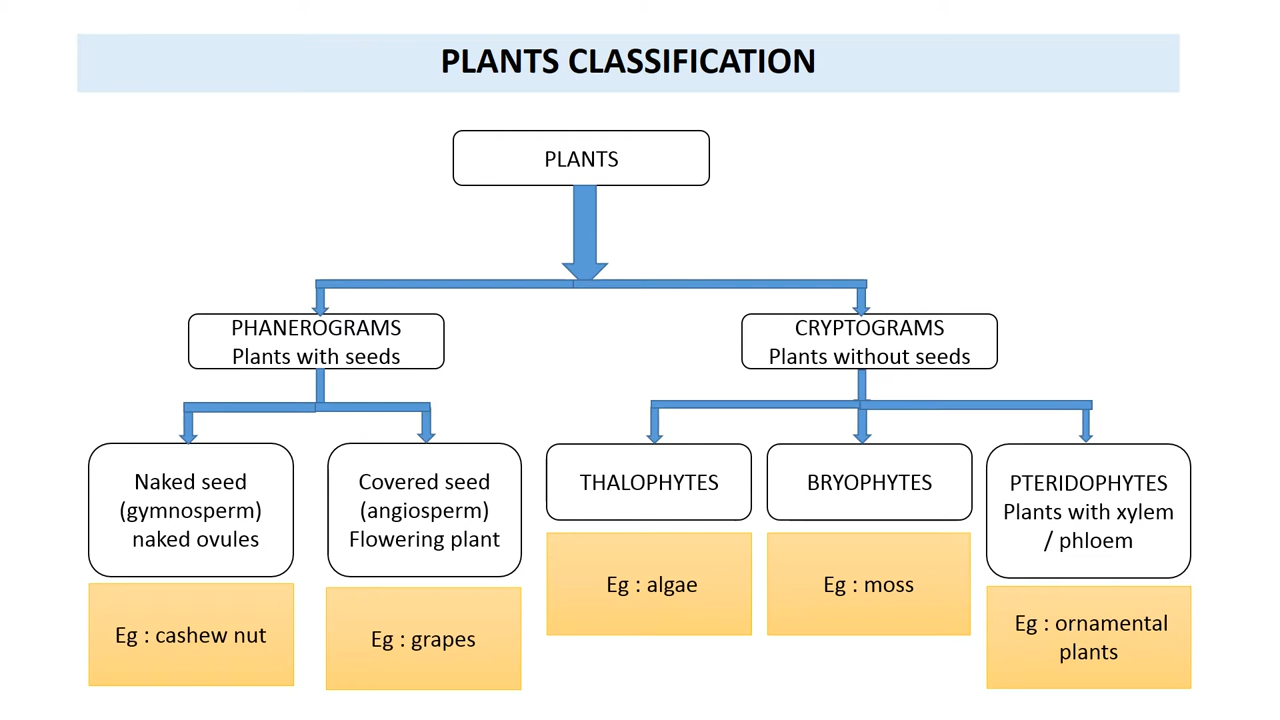 PLANTS CLASSIFICATION
PLANTS
PHANEROGRAMS
Plants with seeds
CRYPTOGRAMS
Plants without seeds
Naked seed
(gymnosperm)
naked ovules
Covered seed
(angiosperm)
Flowering plant
THALOPHYTES
BRYOPHYTES
PTERIDOPHYTES
Plants with xylem
/ phloem
Eg : cashew nut
Eg : grapes
Eg : algae
Eg : moss
Eg : ornamental
plants